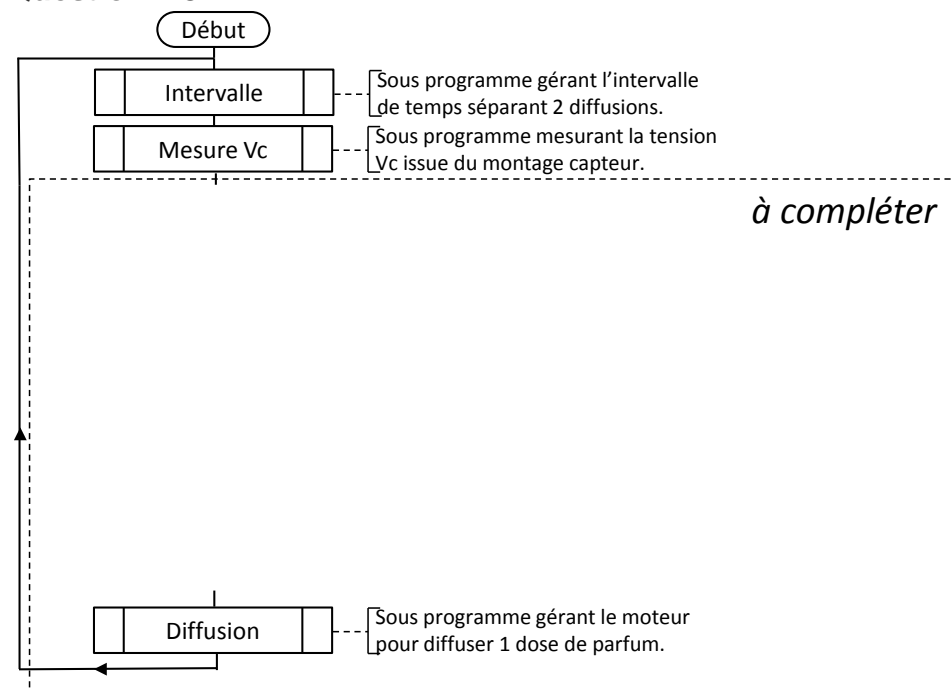 Début
Intervalle
Sous programme gérant l’intervalle
de temps séparant 2 diffusions.
Mesure Vc
Sous programme mesurant la tension
Vc issue du montage capteur.
à compléter
Diffusion
Sous programme gérant le moteur
pour diffuser 1 dose de parfum.